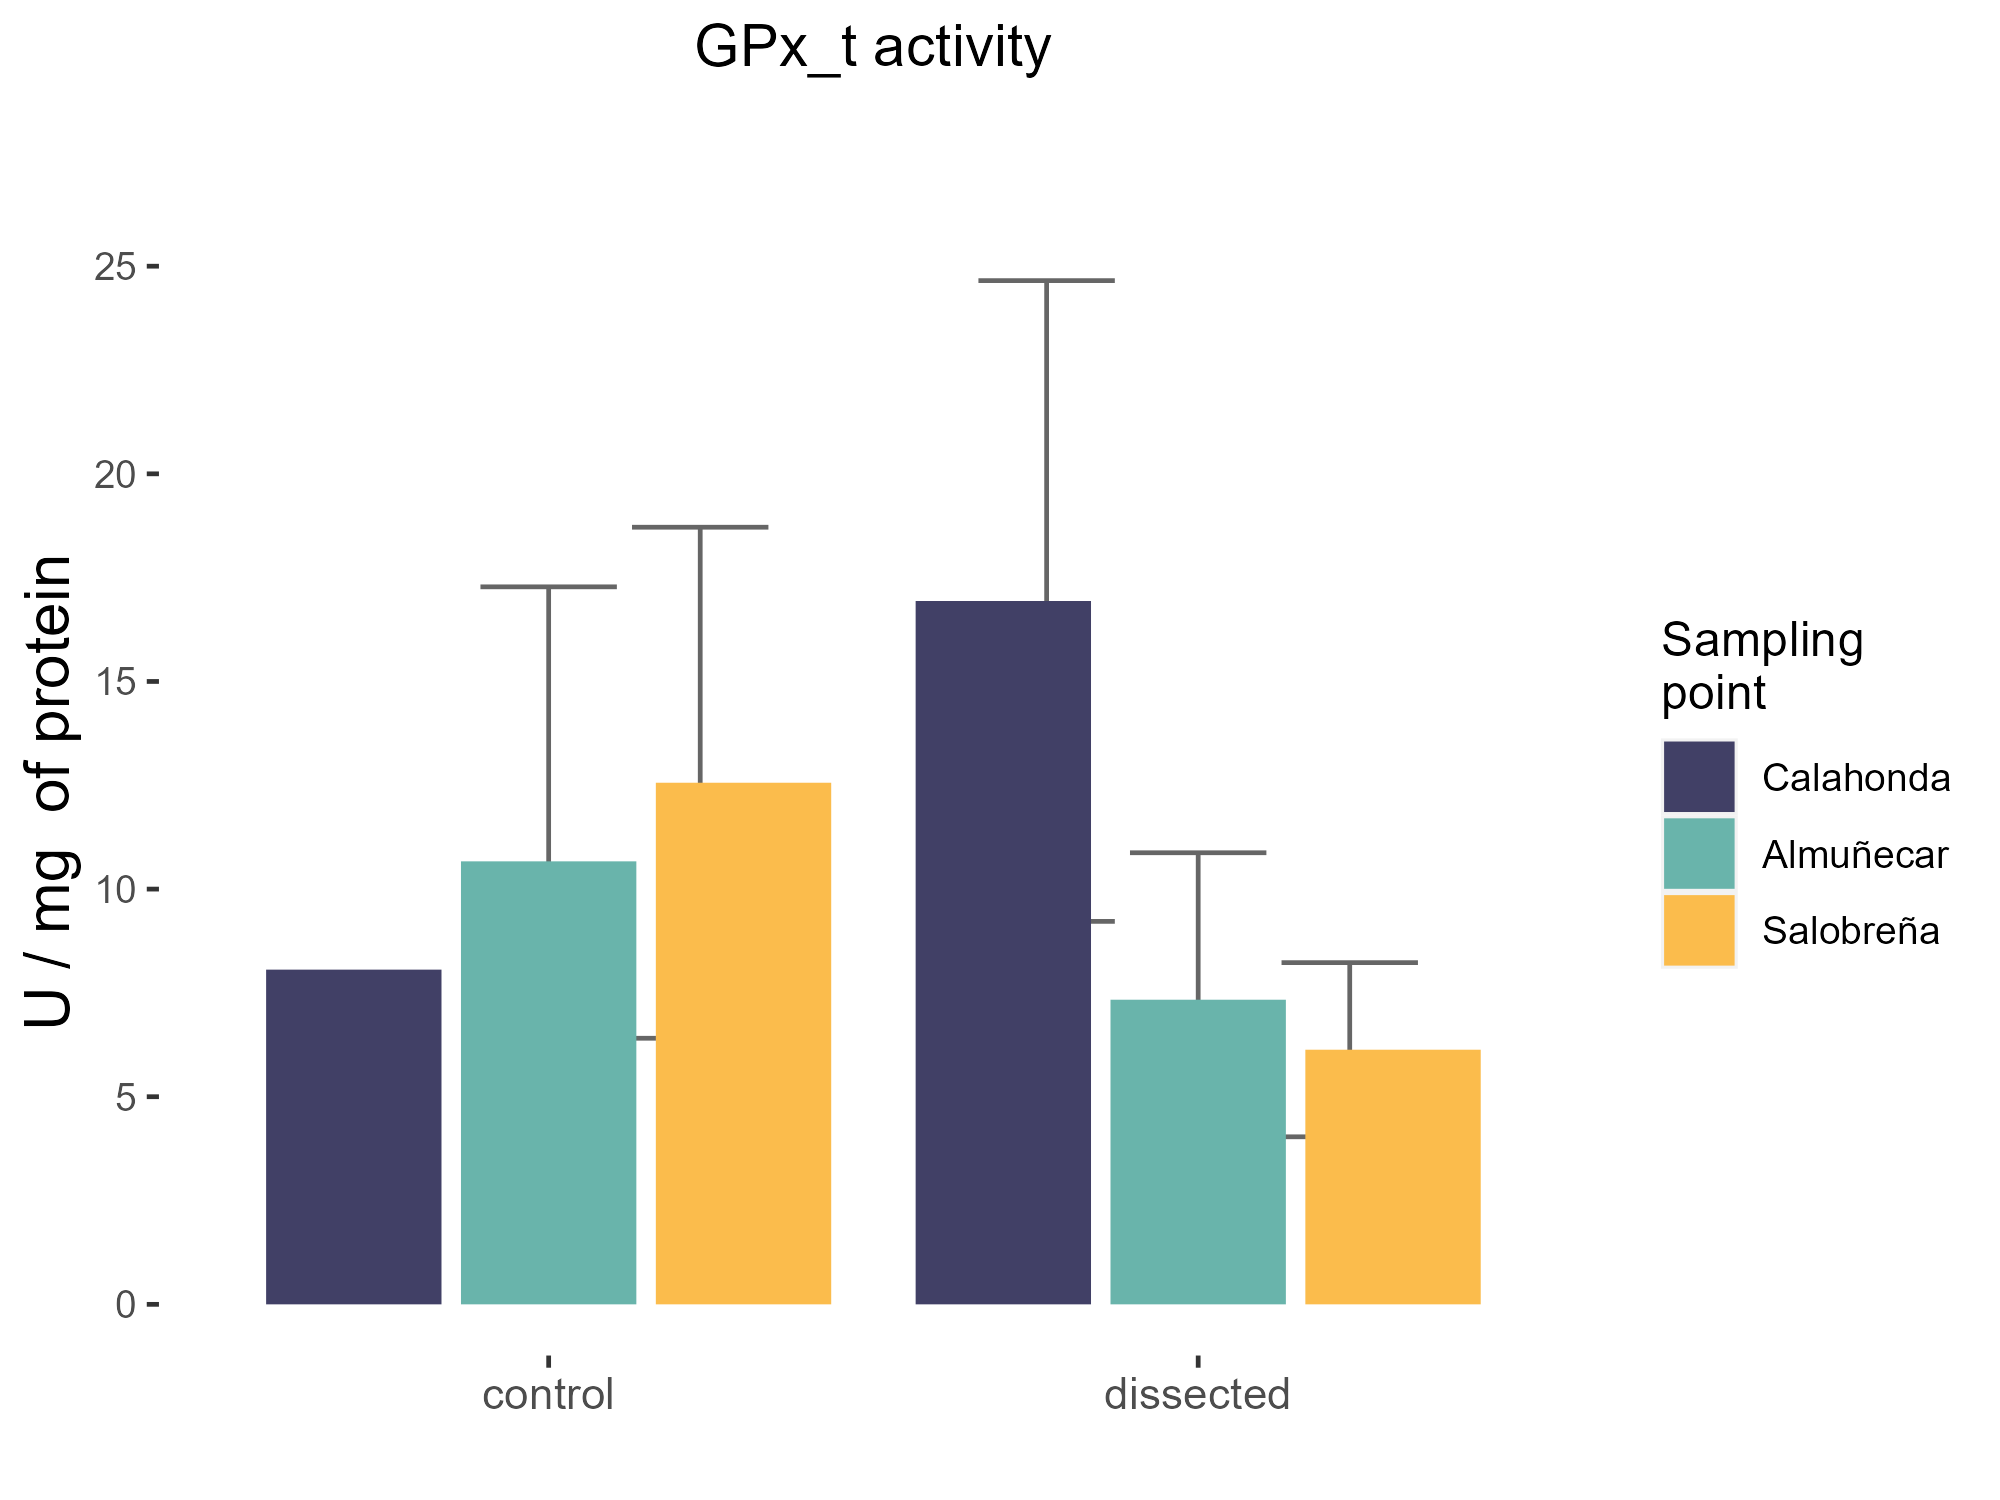 GPx_t activity
U / mg  of protein
25
20
15
10
5
0
control
dissected
Sampling
point
Calahonda
Almuñecar
Salobreña